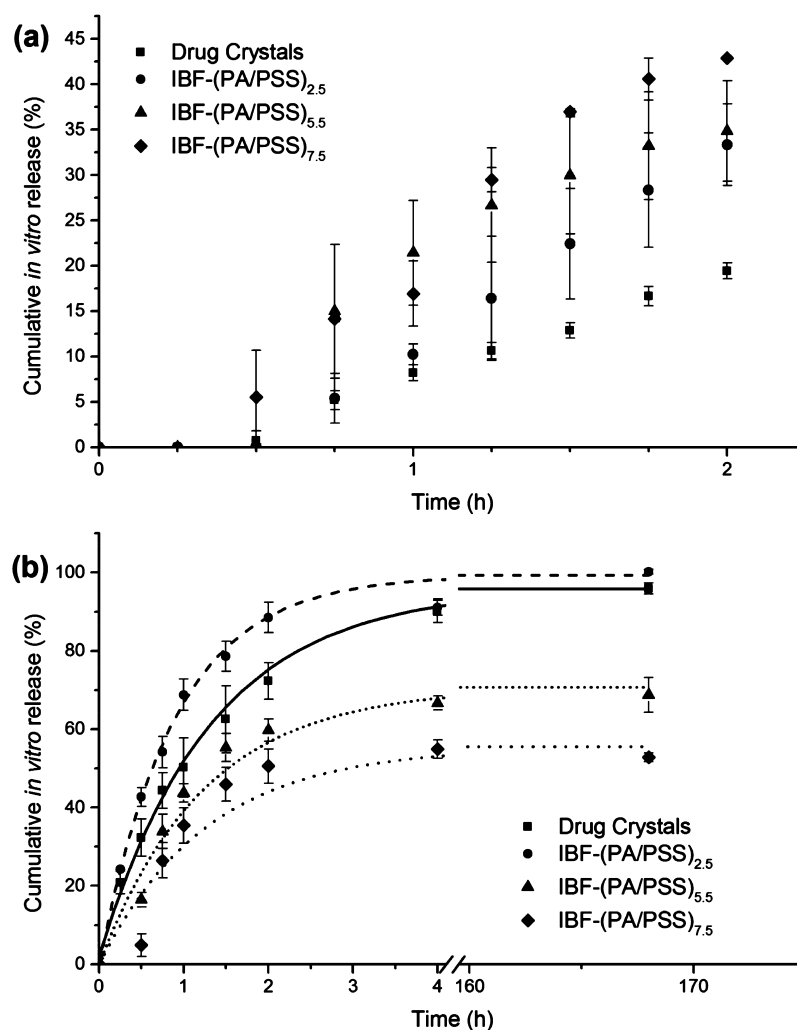 (a)
45
40
35
30
25
20
15
10
5
0
Drug Crystals
IBF-(PA/PSS)2.5
IBF-(PA/PSS)5.5
IBF-(PA/PSS)7.5
Cumulative in vitro release (%)
0 1 2
Time (h)
(b)
100
80
60
40
20
0
Cumulative in vitro release (%)
Drug Crystals
IBF-(PA/PSS)2.5
IBF-(PA/PSS)5.5
IBF-(PA/PSS)7.5
0 1 2 3 4 160 170
Time (h)